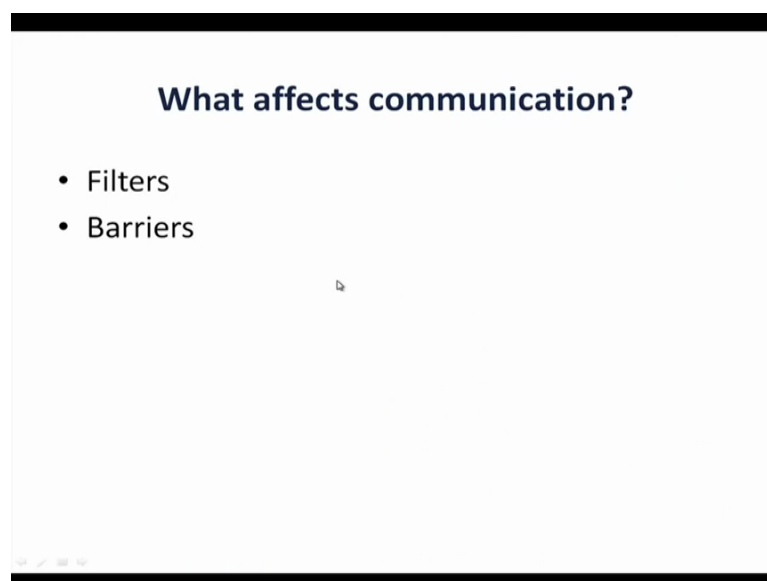 What affects communication?
• Filters
• Barriers